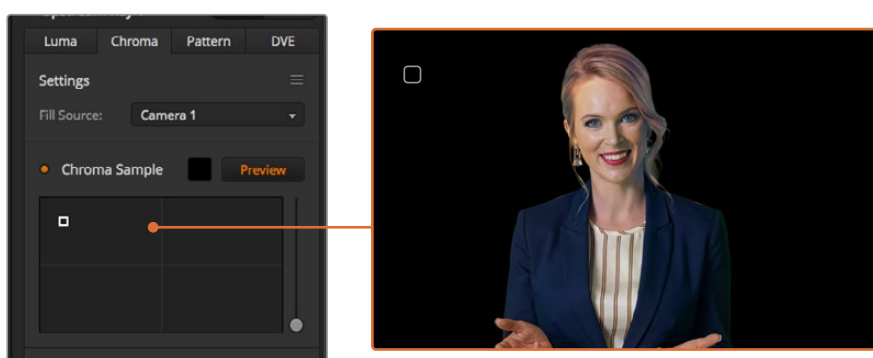 Luma Chroma Pattern DVE
Settings
Fill Source: Camera 1
Chroma Sample Preview